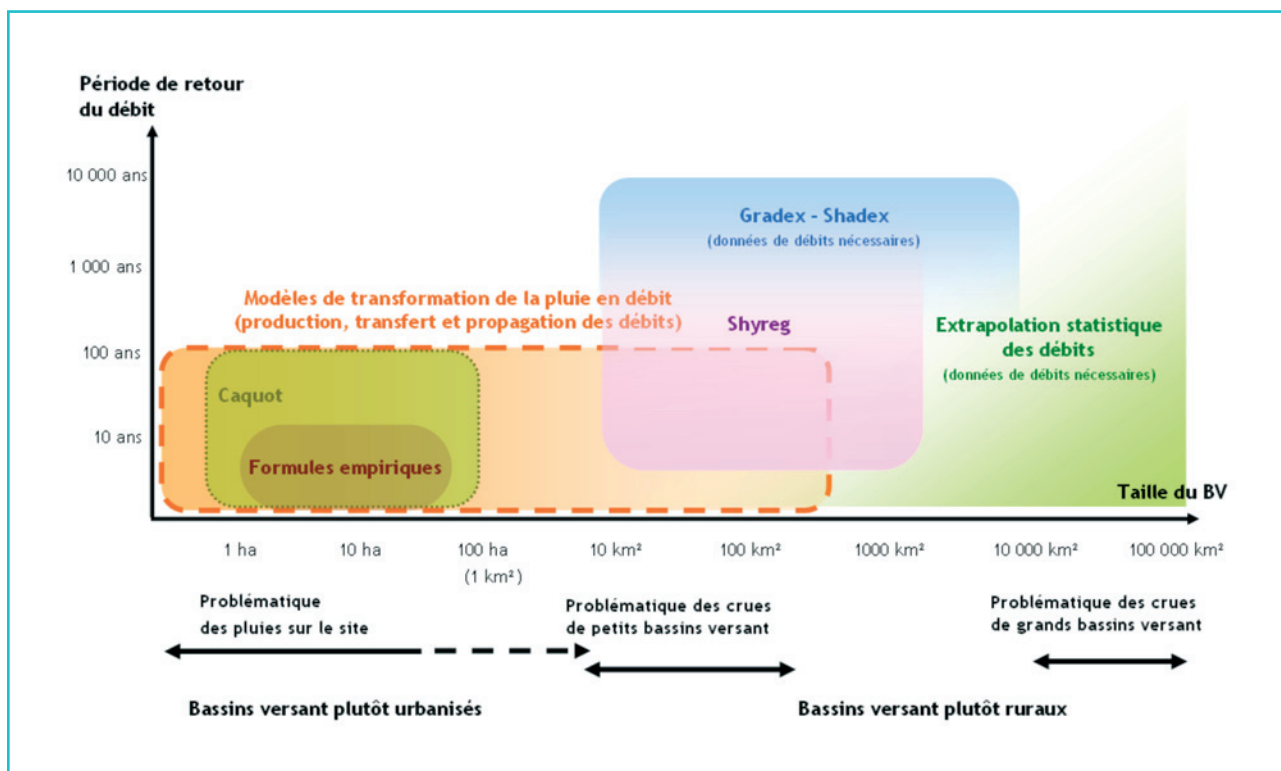 Période de retour
du débit
10 000 ans
1 000 ans
100 ans
10 ans
Gradex - Shadex
(données de débits nécessaires)
Modèles de transformation de la pluie en débit
(production, transfert et propagation des débits)
Shyreg
Extrapolation statistique
des débits
(données de débits nécessaires)
Caquot
Formules empiriques
Taille du BV
1 ha
10 ha
100 ha
(1 km²)
10 km²
100 km²
1000 km²
10 000 km²
100 000 km²
Problématique
des pluies sur le site
Problématique des crues
de petits bassins versant
Problématique des crues
de grands bassins versant
Bassins versant plutôt urbanisés
Bassins versant plutôt ruraux